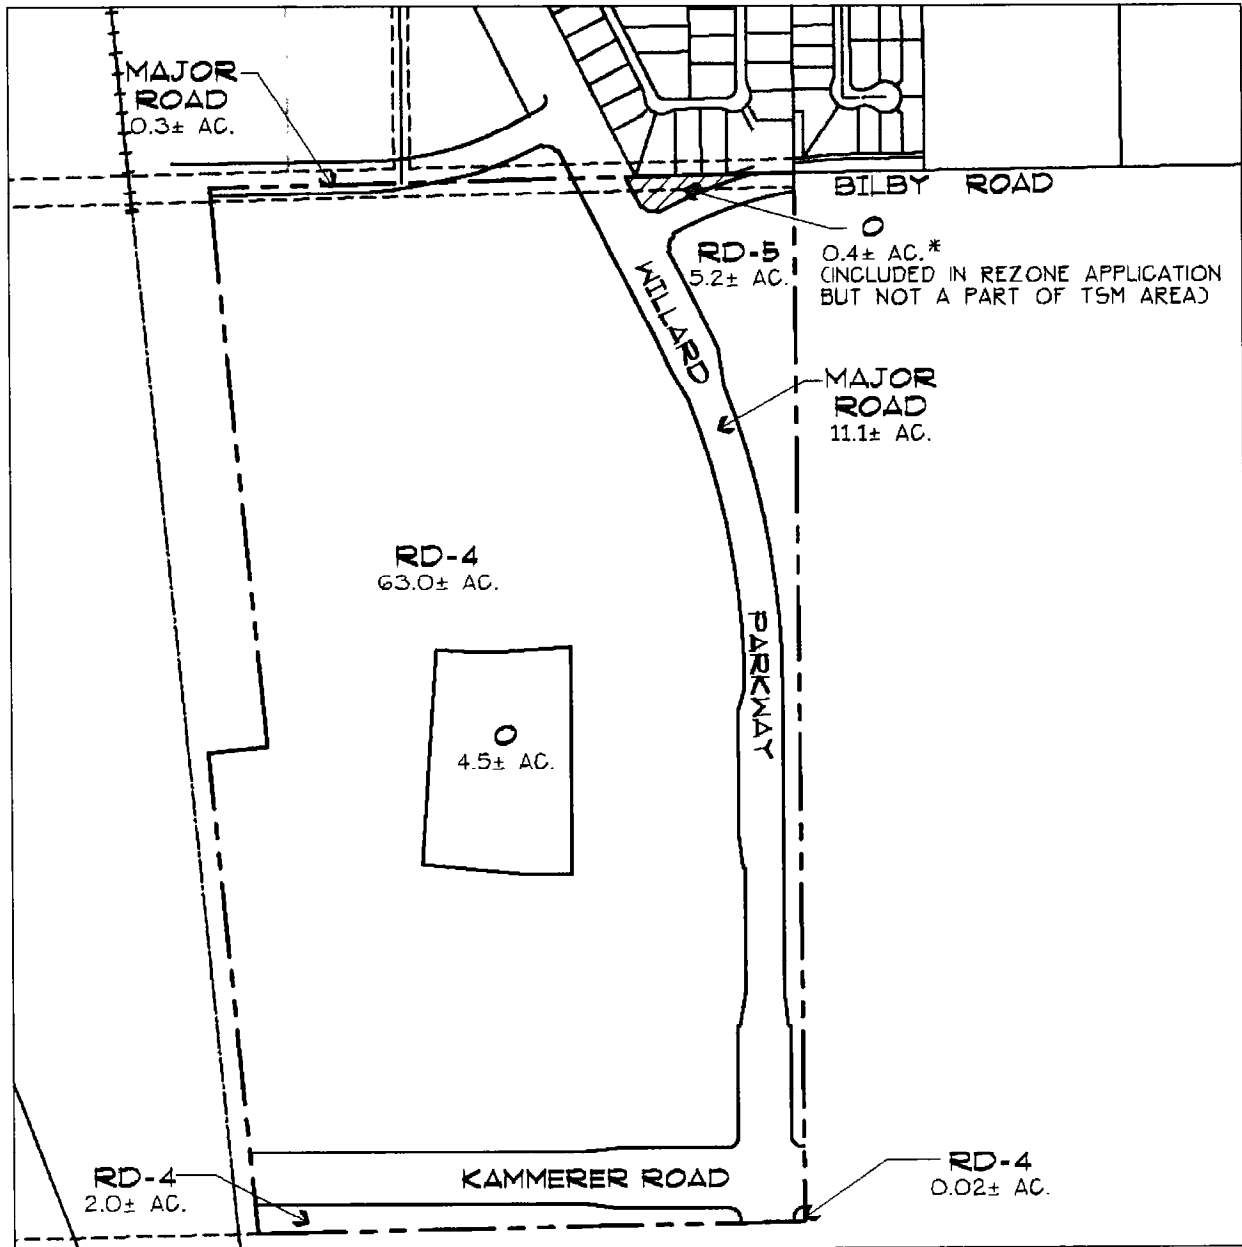 MAJOR
ROAD
0.3± AC.
BILBY ROAD
O
0.4± AC.*
(INCLUDED IN REZONE APPLICATION
BUT NOT A PART OF TSM AREA)
RD-5
5.2± AC.
WILLARD
MAJOR
ROAD
11.1± AC.
RD-4
63.0± AC.
PARKWAY
O
4.5± AC.
RD-4
2.0± AC.
KAMMERER ROAD
RD-4
0.02± AC.